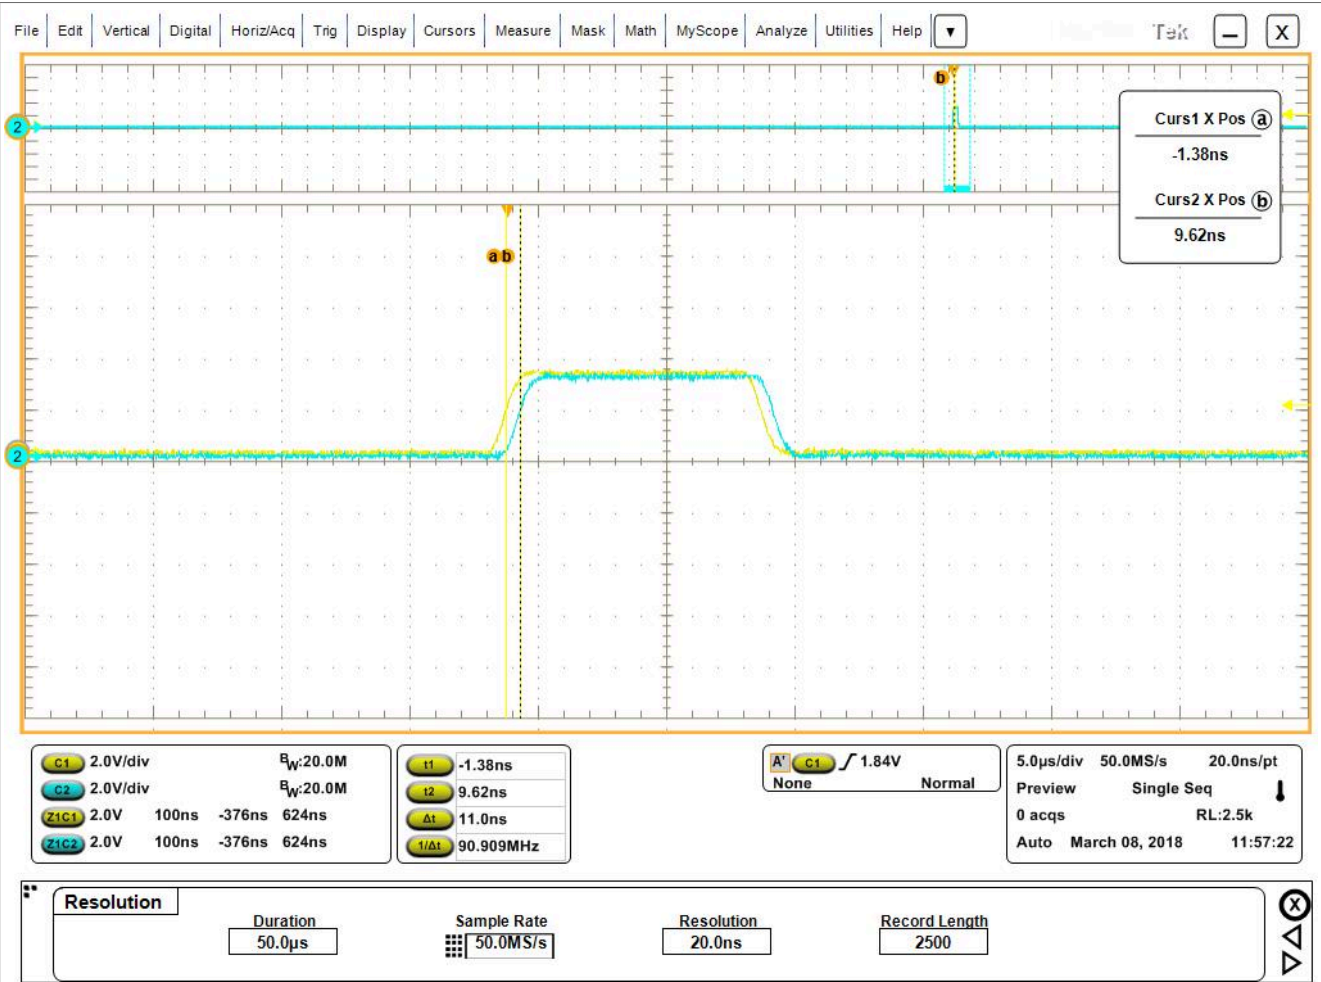 File Edit Vertical Digital Horiz/Acq Trig Display Cursors Measure Mask Math MyScope Analyze Utilities Help Tek X
b
Curs1 X Pos a
-1.38ns
Curs2 X Pos b
9.62ns
2
a b
2
C1 2.0V/div BW:20.0M
C2 2.0V/div BW:20.0M
Z1C1 2.0V 100ns -376ns 624ns
Z1C2 2.0V 100ns -376ns 624ns
t1 -1.38ns
t2 9.62ns
Δt 11.0ns
1/Δt 90.909MHz
A' C1 1.84V
None Normal
5.0µs/div 50.0MS/s 20.0ns/pt
Preview Single Seq
0 acqs RL:2.5k
Auto March 08, 2018 11:57:22
Resolution
Duration Sample Rate Resolution Record Length
50.0µs 50.0MS/s 20.0ns 2500
X